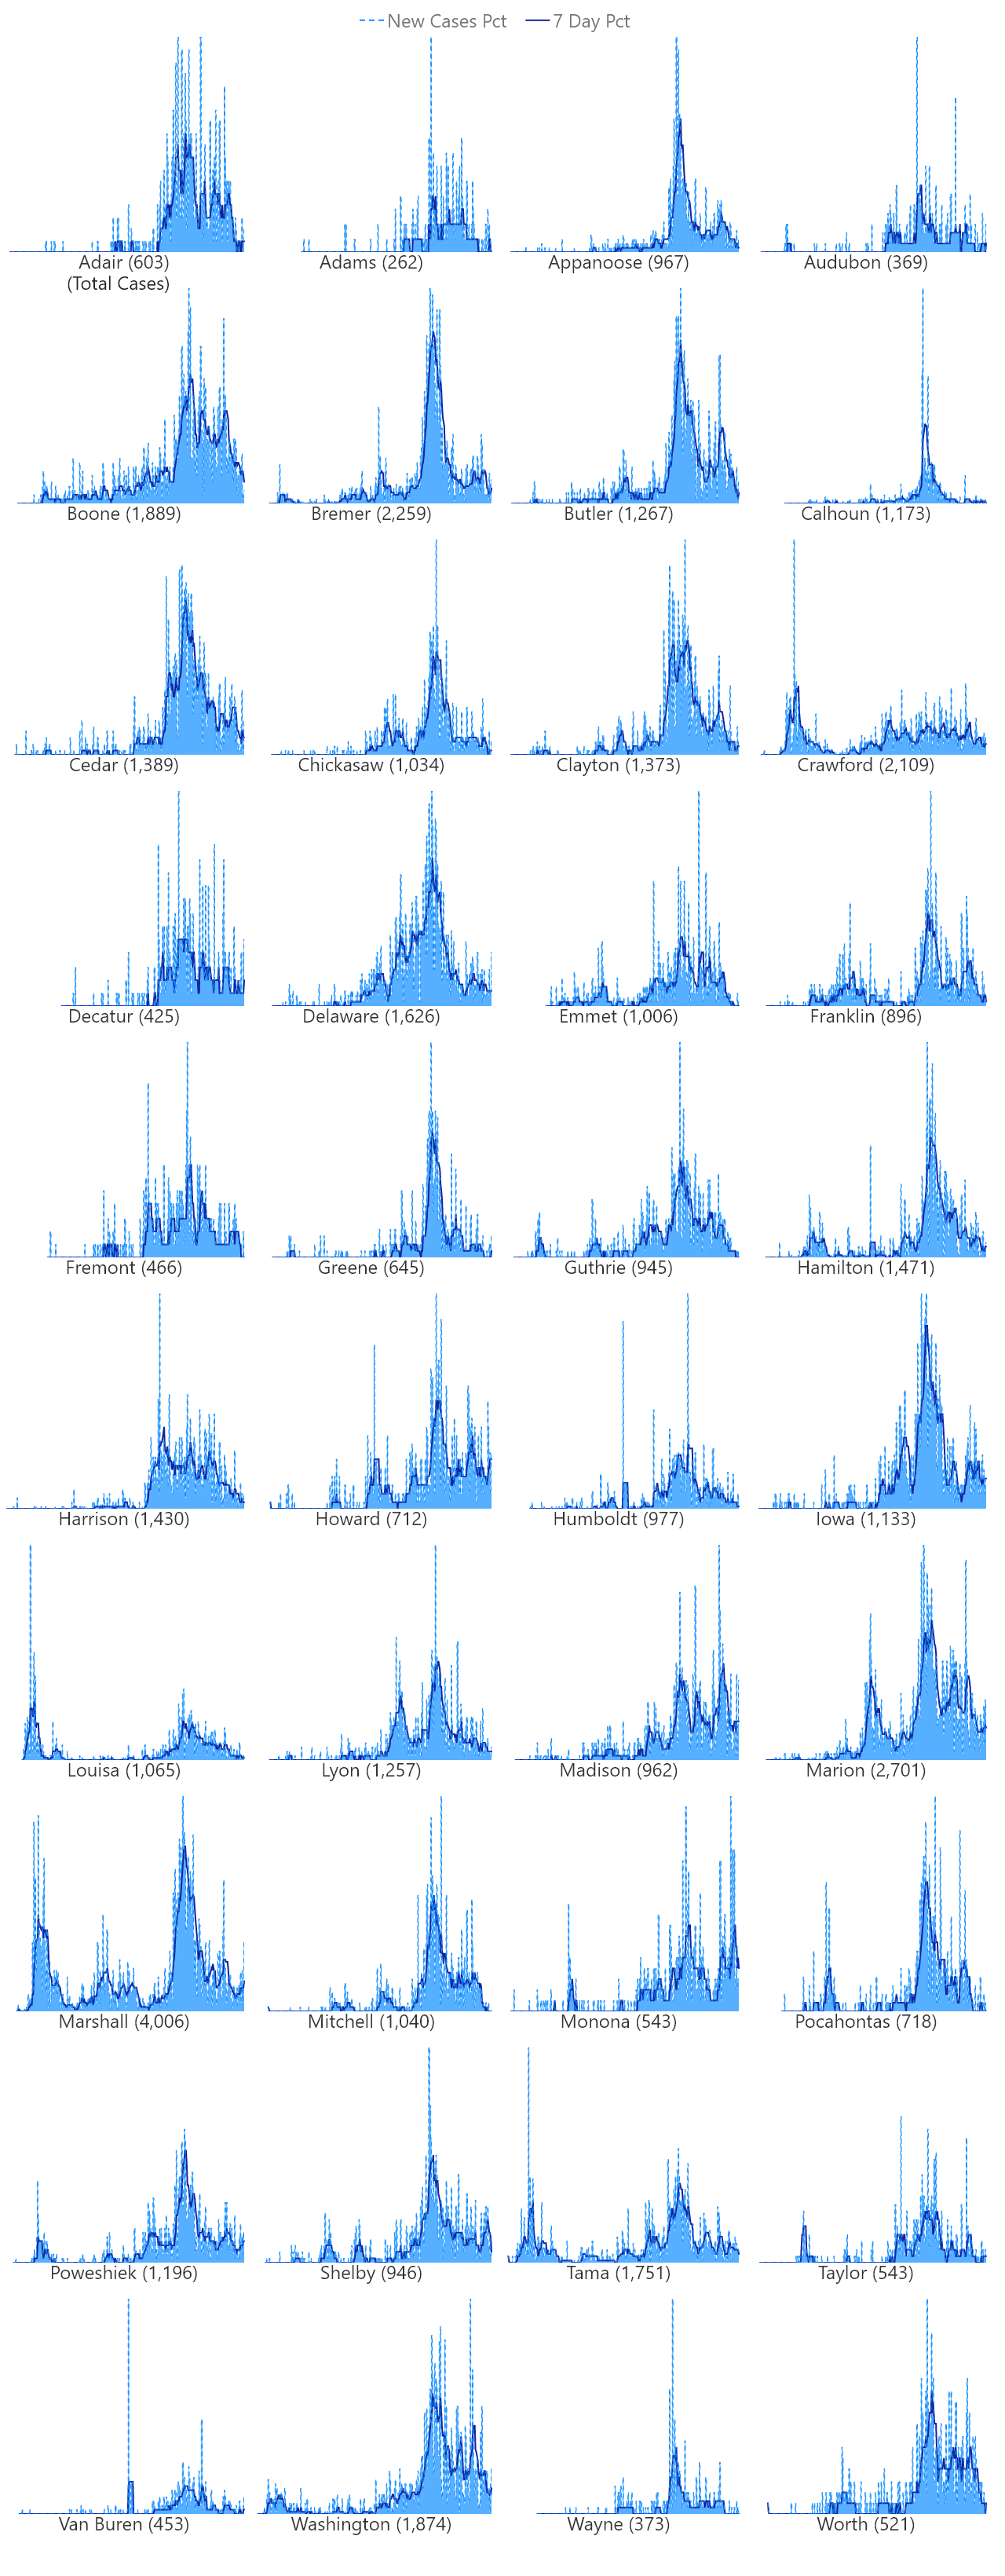 New Cases Pct 7 Day Pct
Adair (603) Adams (262) Appanoose (967) Audubon (369)
(Total Cases)
Boone (1,889) Bremer (2,259) Butler (1,267) Calhoun (1,173)
Cedar (1,389) Chickasaw (1,034) Clayton (1,373) Crawford (2,109)
Decatur (425) Delaware (1,626) Emmet (1,006) Franklin (896)
Fremont (466) Greene (645) Guthrie (945) Hamilton (1,471)
Harrison (1,430) Howard (712) Humboldt (977) Iowa (1,133)
Louisa (1,065) Lyon (1,257) Madison (962) Marion (2,701)
Marshall (4,006) Mitchell (1,040) Monona (543) Pocahontas (718)
Poweshiek (1,196) Shelby (946) Tama (1,751) Taylor (543)
Van Buren (453) Washington (1,874) Wayne (373) Worth (521)